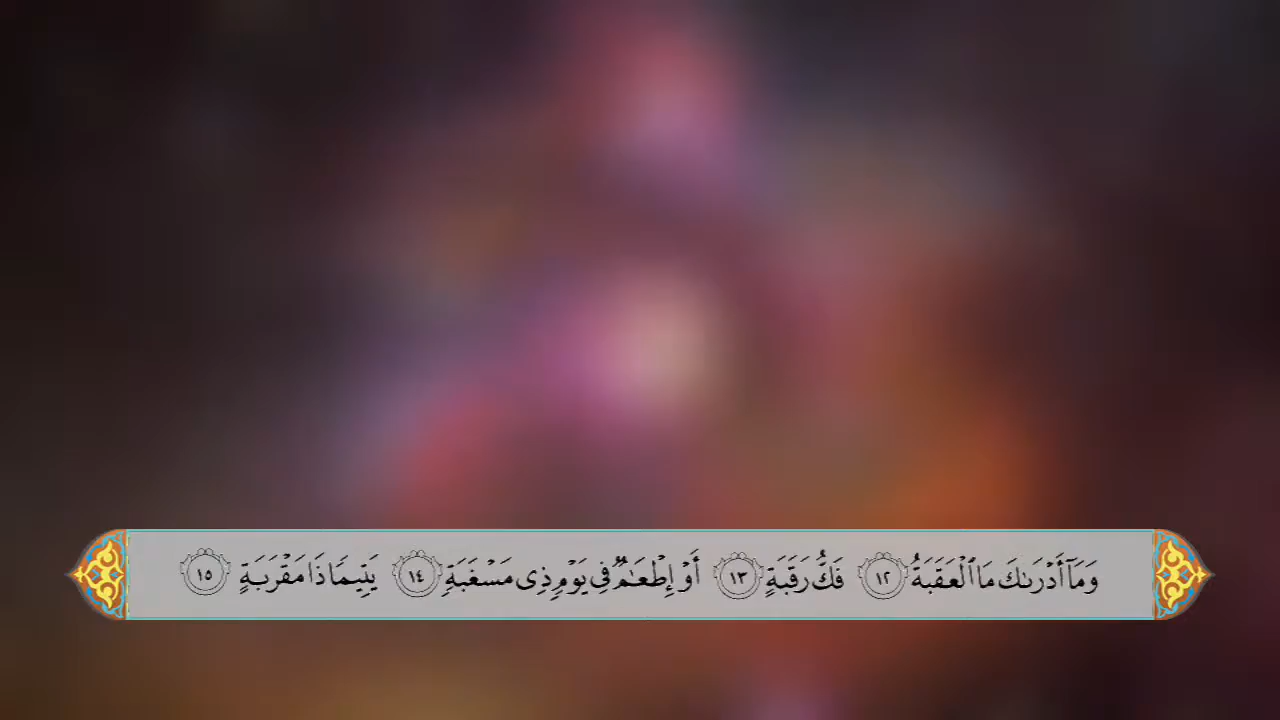 وَمَآ أَدْرَىٰكَ مَا ٱلْعَقَبَةُ ١٢ فَكُّ رَقَبَةٍ ١٣ أَوْ إِطْعَـٰمٌ فِى يَوْمٍ ذِى مَسْغَبَةٍ ١٤ يَتِيمًا ذَا مَقْرَبَةٍ ١٥